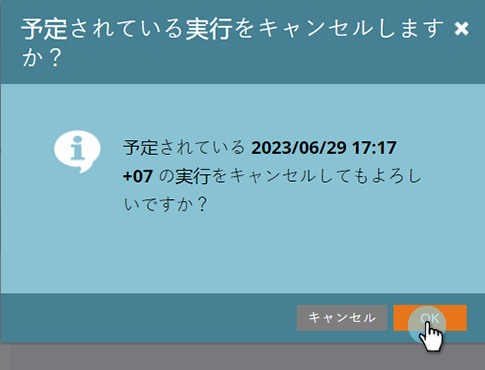 予定されている実行をキャンセルします
か？
予定されている 2023/06/29 17:17
+07 の実行をキャンセルしてもよろし
いですか？
キャンセル OK